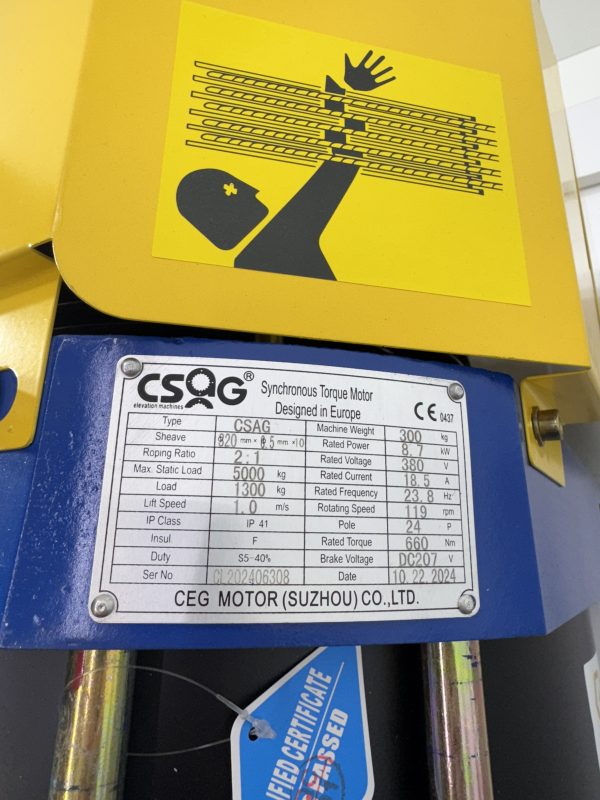 CSAG®
elevation machines
Synchronous Torque Motor
Designed in Europe
CE 0437
Type CSAG Machine Weight 300 kg
Sheave mm× mm ×10 Rated Power 8.7 kW
Roping Ratio 2:1 Rated Voltage 380 V
Max. Static Load 5000 kg Rated Current 18.5 A
Load 1300 kg Rated Frequency 23.8 Hz
Lift Speed 1.0 m/s Rotating Speed 119 rpm
IP Class IP 41 Pole 24 P
Insul. F Rated Torque 660 Nm
Duty S5-40% Brake Voltage DC207 V
Ser No CL202406308 Date 10.22.2024
CEG MOTOR (SUZHOU) CO.,LTD.
CERTIFICATE
PASSED